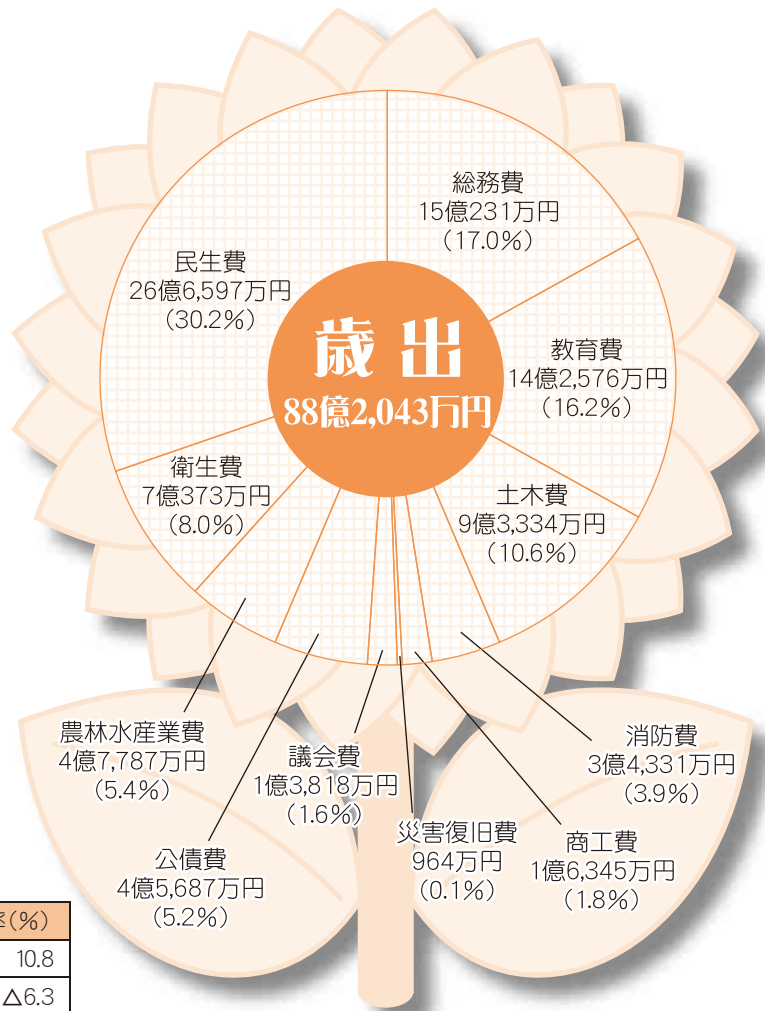 歳出
88億2,043万円
総務費
15億231万円
(17.0%)
教育費
14億2,576万円
(16.2%)
土木費
9億3,334万円
(10.6%)
消防費
3億4,331万円
(3.9%)
商工費
1億6,345万円
(1.8%)
災害復旧費
964万円
(0.1%)
議会費
1億3,818万円
(1.6%)
公債費
4億5,687万円
(5.2%)
農林水産業費
4億7,787万円
(5.4%)
衛生費
7億373万円
(8.0%)
民生費
26億6,597万円
(30.2%)
(%)
10.8
△6.3